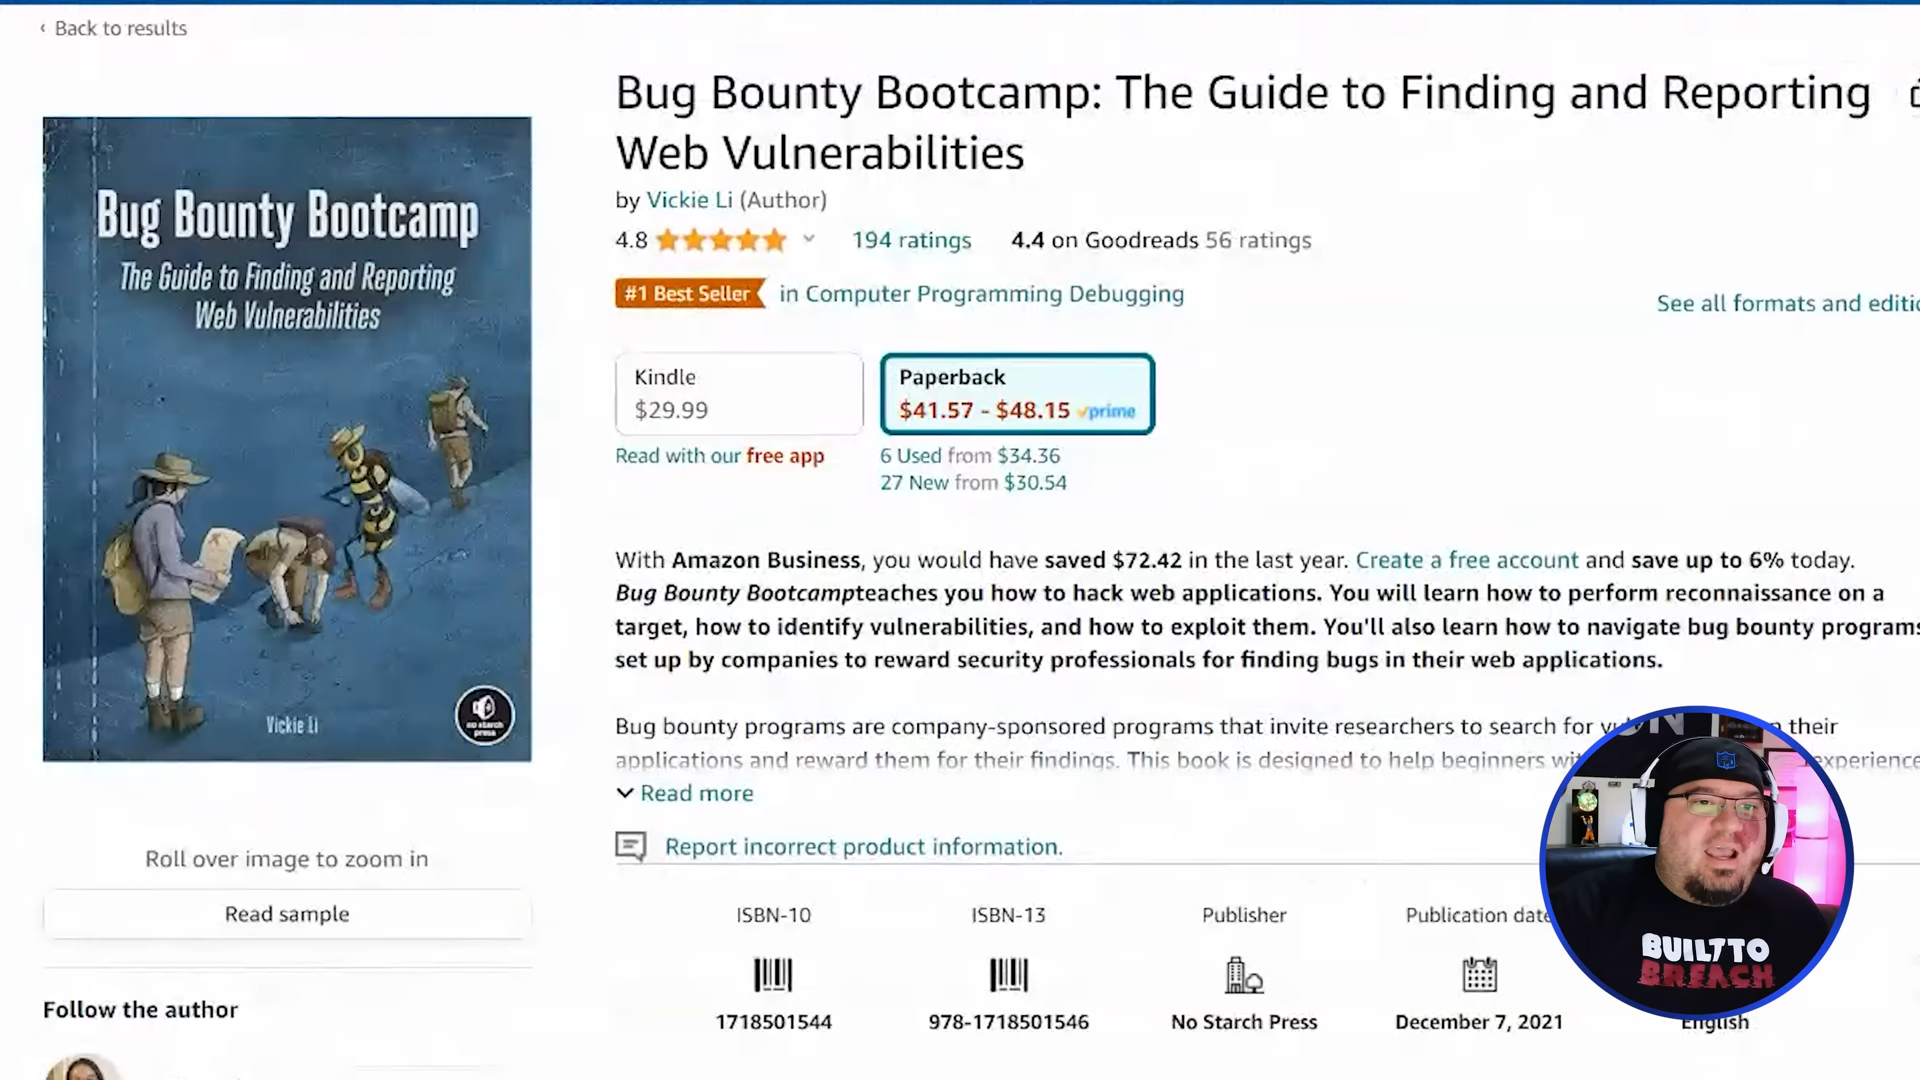 ‹ Back to results
Bug Bounty Bootcamp: The Guide to Finding and Reporting
Web Vulnerabilities
by Vickie Li (Author)
4.8
194 ratings
4.4 on Goodreads 56 ratings
#1 Best Seller in Computer Programming Debugging
See all formats and editio
Kindle
$29.99
Paperback
$41.57 - $48.15 prime
Read with our free app
6 Used from $34.36
27 New from $30.54
With Amazon Business, you would have saved $72.42 in the last year. Create a free account and save up to 6% today.
Bug Bounty Bootcampteaches you how to hack web applications. You will learn how to perform reconnaissance on a
target, how to identify vulnerabilities, and how to exploit them. You'll also learn how to navigate bug bounty programs
set up by companies to reward security professionals for finding bugs in their web applications.
Bug bounty programs are company-sponsored programs that invite researchers to search for their
applications and reward them for their findings. This book is designed to help beginners experience
Read more
Report incorrect product information.
ISBN-10
1718501544
ISBN-13
978-1718501546
Publisher
No Starch Press
Publication date
December 7, 2021
English
Bug Bounty Bootcamp
The Guide to Finding and Reporting
Web Vulnerabilities
Vickie Li
no starch
press
Roll over image to zoom in
Read sample
Follow the author
BUILT TO
BREACH